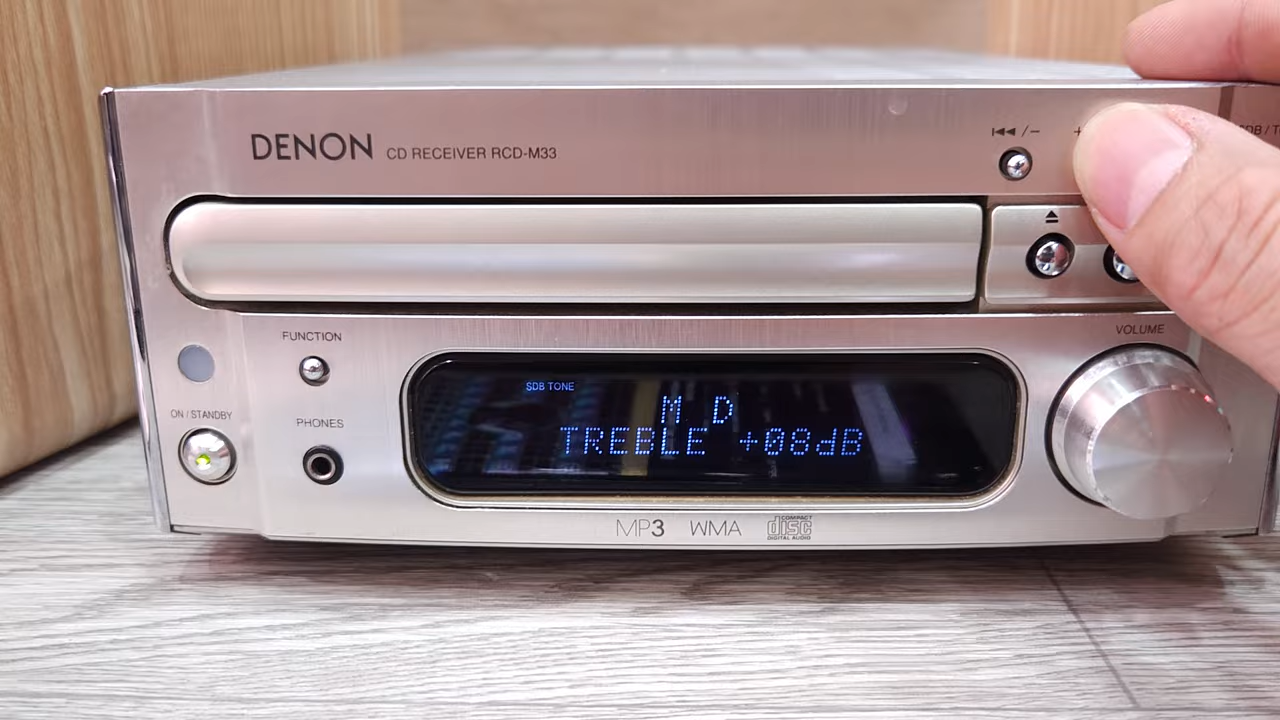 DENON CD RECEIVER RCD-M33
⏮ / −
+
VOLUME
FUNCTION
ON / STANDBY
PHONES
SDB TONE
M D
TREBLE +08dB
MP3 WMA COMPACT disc DIGITAL AUDIO